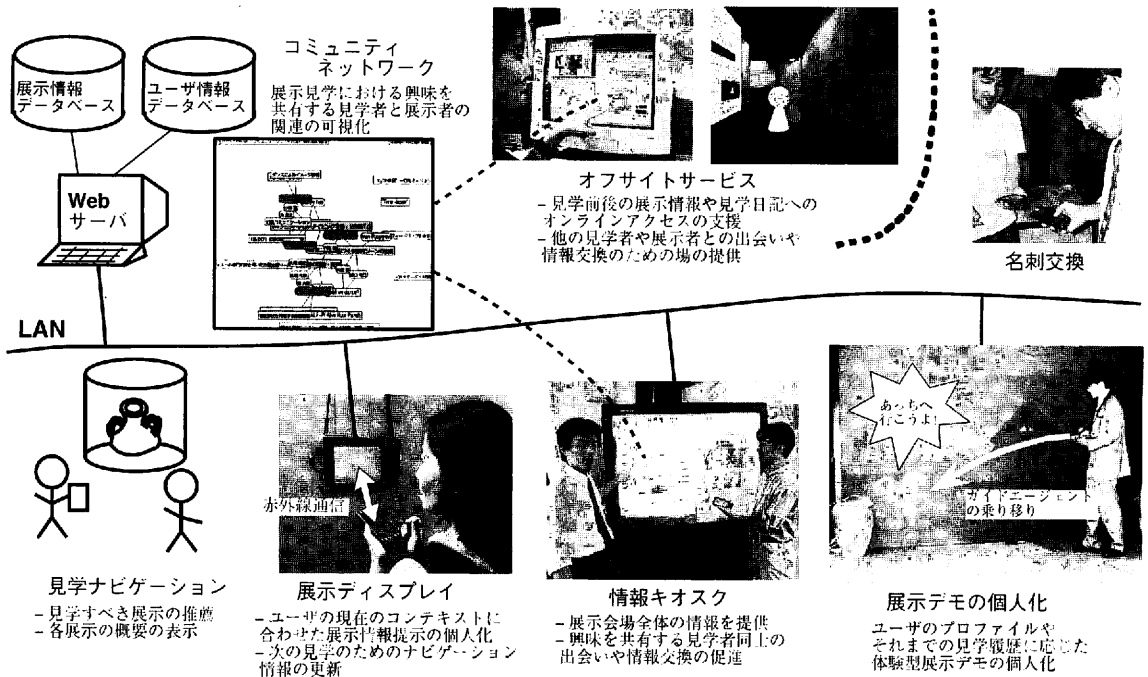 展示情報
データベース
ユーザ情報
データベース
コミュニティ
ネットワーク
展示見学における興味を
共有する見学者と展示者の
関連の可視化
Web
サーバ
オフサイトサービス
– 見学前後の展示情報や見学日記への
オンラインアクセスの支援
– 他の見学者や展示者との出会いや
情報交換のための場の提供
名刺交換
LAN
赤外線通信
あっちへ
行こうよ!
ガイドエージェント
の乗り移り
見学ナビゲーション
– 見学すべき展示の推薦
– 各展示の概要の表示
展示ディスプレイ
– ユーザの現在のコンテキストに
合わせた展示情報提示の個人化
– 次の見学のためのナビゲーション
情報の更新
情報キオスク
– 展示会場全体の情報を提供
– 興味を共有する見学者同士の
出会いや情報交換の促進
展示デモの個人化
ユーザのプロファイルや
それまでの見学履歴に応じた
体験型展示デモの個人化